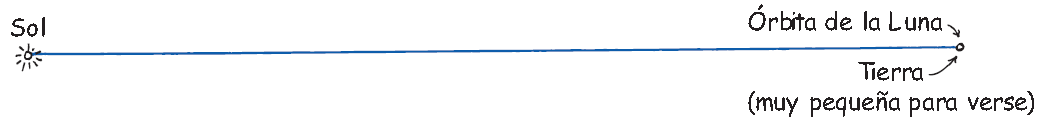 Sol
Órbita de la Luna
Tierra
(muy pequeña para verse)